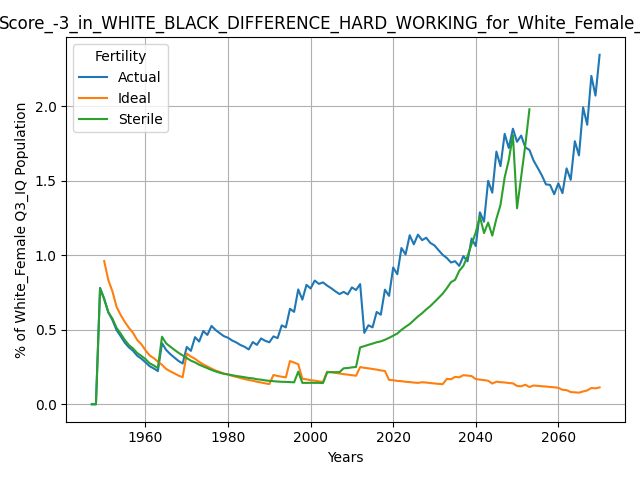 Score_-3_in_WHITE_BLACK_DIFFERENCE_HARD_WORKING_for_White_Female_
Fertility
Actual
Ideal
Sterile
% of White_Female Q3_IQ Population
2.0
1.5
1.0
0.5
0.0
1960 1980 2000 2020 2040 2060
Years